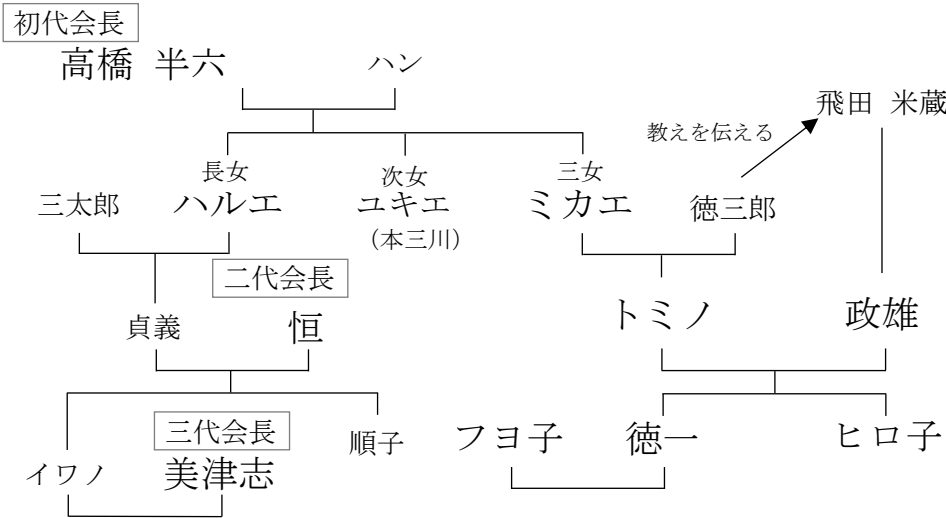 初代会長
高橋 半六
ハン
飛田 米蔵
教えを伝える
長女
次女
三女
三太郎
ハルエ
ユキエ
ミカエ
徳三郎
（本三川）
二代会長
貞義
恒
トミノ
政雄
三代会長
順子
フヨ子
徳一
ヒロ子
イワノ
美津志